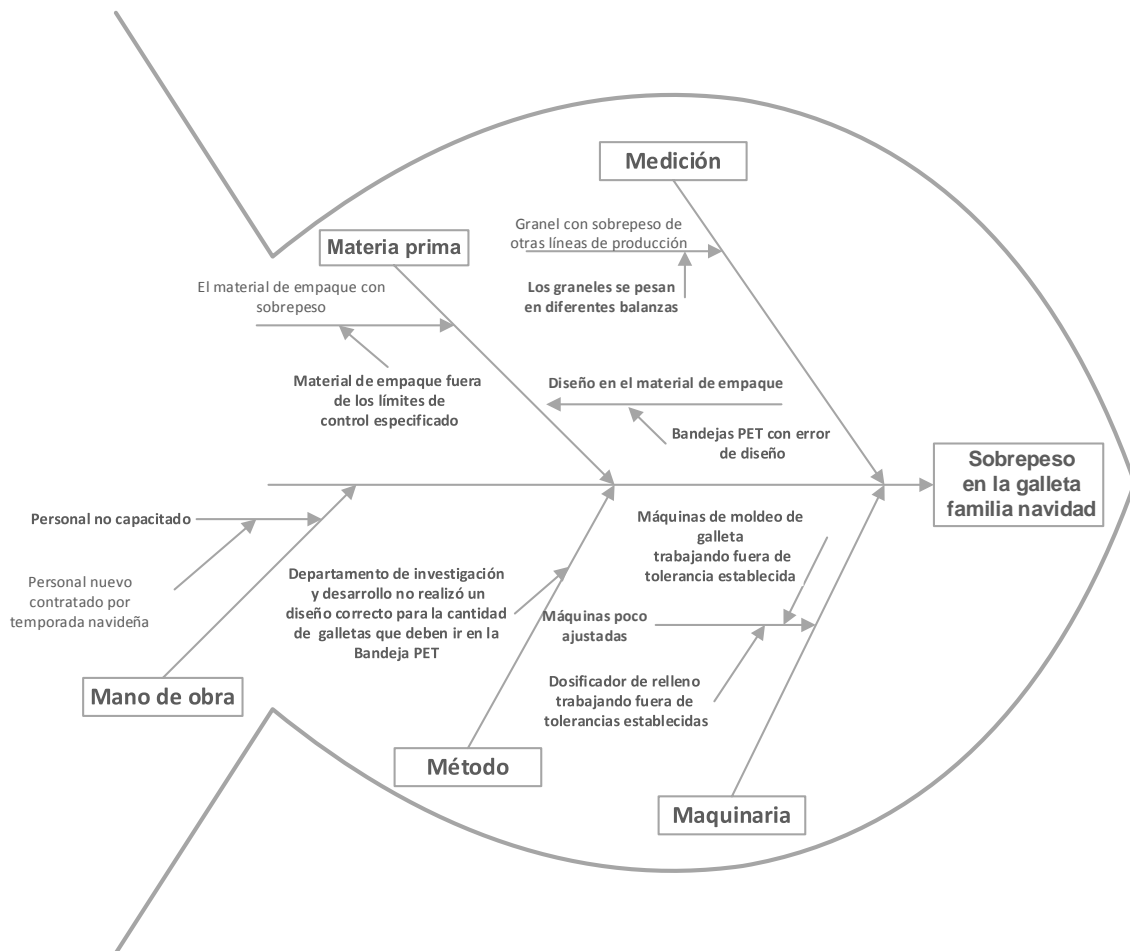 Medición
Granel con sobrepeso de
otras líneas de producción
Los graneles se pesan
en diferentes balanzas
Materia prima
El material de empaque con
sobrepeso
Material de empaque fuera
de los límites de
control especificado
Diseño en el material de empaque
Bandejas PET con error
de diseño
Sobrepeso
en la galleta
familia navidad
Personal no capacitado
Personal nuevo
contratado por
temporada navideña
Mano de obra
Departamento de investigación
y desarrollo no realizó un
diseño correcto para la cantidad
de galletas que deben ir en la
Bandeja PET
Método
Máquinas de moldeo de
galleta
trabajando fuera de
tolerancia establecida
Máquinas poco
ajustadas
Dosificador de relleno
trabajando fuera de
tolerancias establecidas
Maquinaria